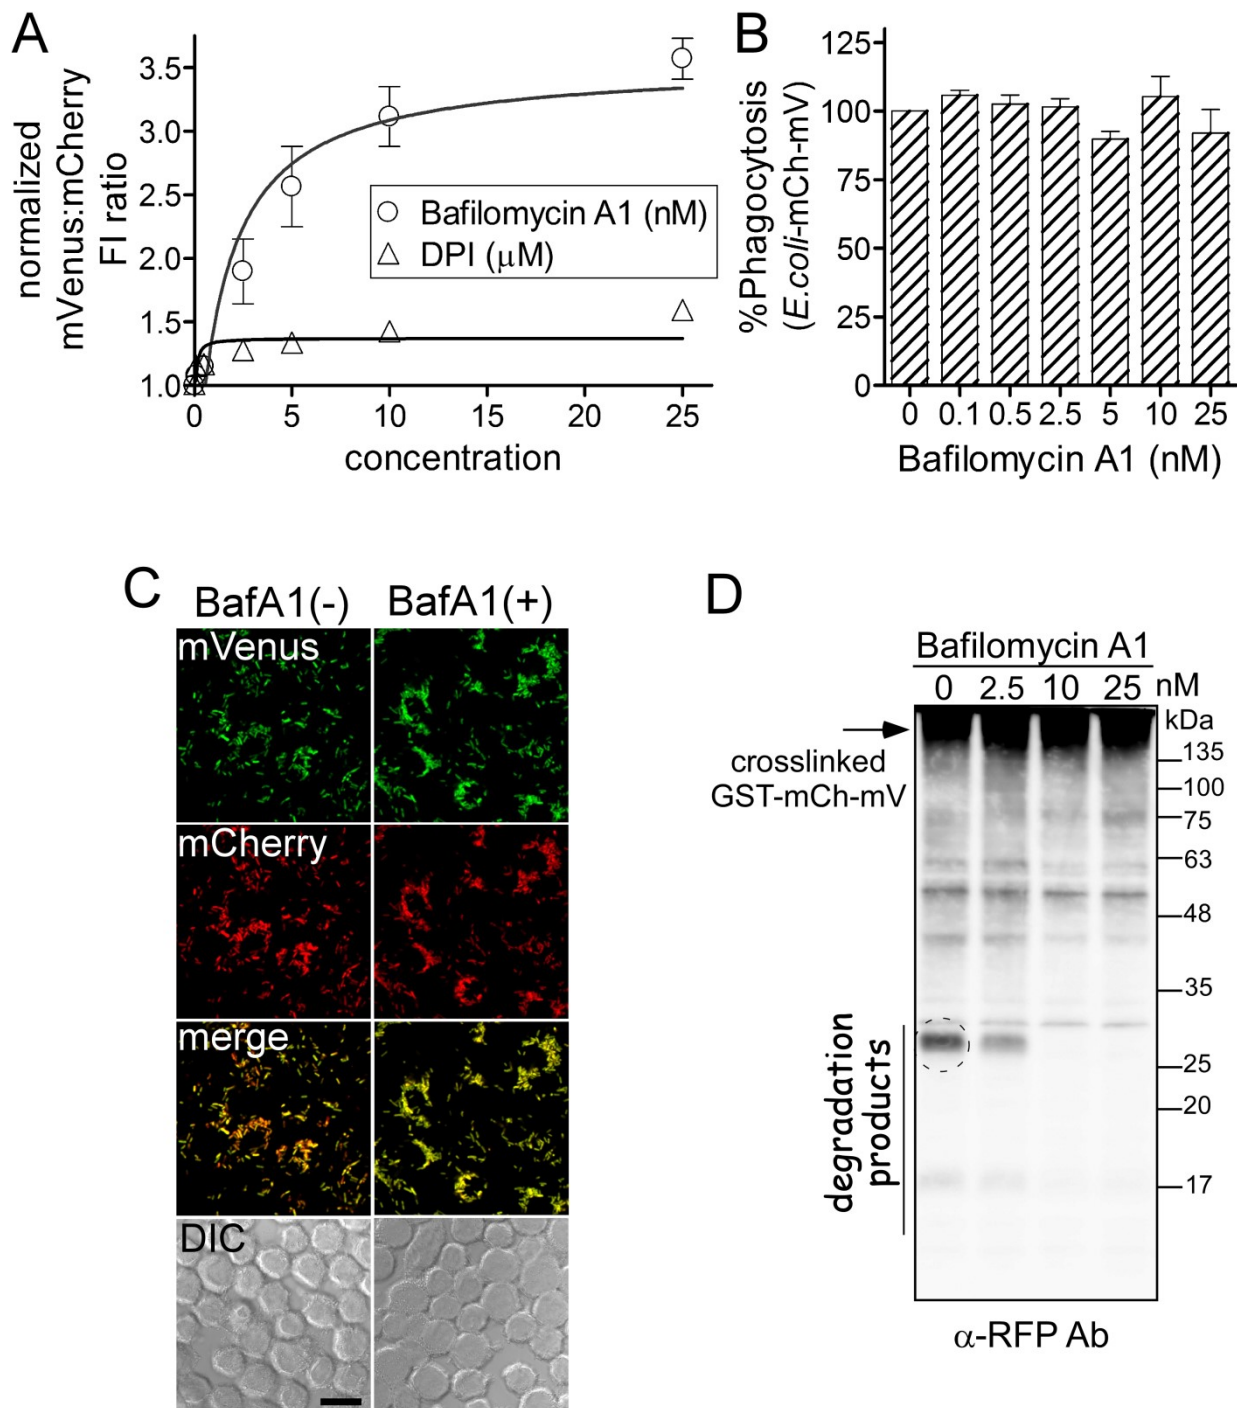 A
normalized
mVenus:mCherry
FI ratio
3.5
3.0
2.5
2.0
1.5
1.0
0
5
10
15
20
25
concentration
Bafilomycin A1 (nM)
DPI (μM)
B
%Phagocytosis
(E.coli-mCh-mV)
125
100
75
50
25
0
0 0.1 0.5 2.5 5 10 25
Bafilomycin A1 (nM)
C
BafA1(-) BafA1(+)
mVenus
mCherry
merge
DIC
D
Bafilomycin A1
0 2.5 10 25 nM
kDa
crosslinked
GST-mCh-mV
135
100
75
63
48
35
25
20
17
degradation
products
α-RFP Ab